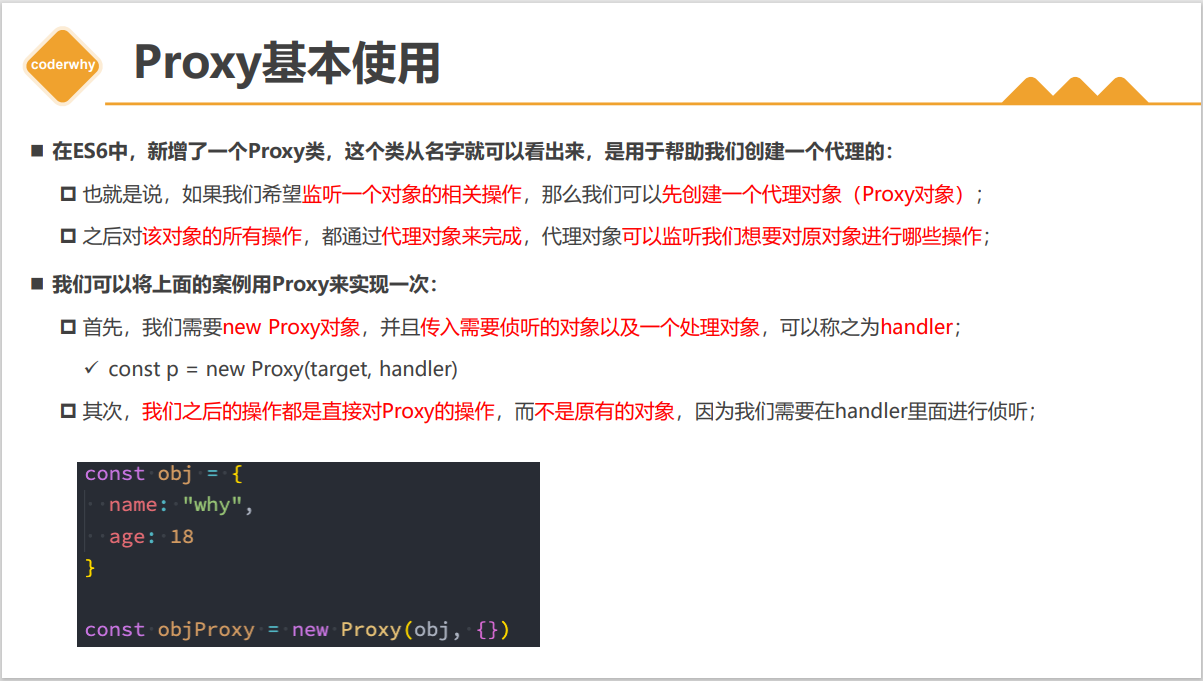 coderwhy
Proxy基本使用
■ 在ES6中，新增了一个Proxy类，这个类从名字就可以看出来，是用于帮助我们创建一个代理的：
也就是说，如果我们希望监听一个对象的相关操作，那么我们可以先创建一个代理对象（Proxy对象）；
之后对该对象的所有操作，都通过代理对象来完成，代理对象可以监听我们想要对原对象进行哪些操作；
■ 我们可以将上面的案例用Proxy来实现一次：
首先，我们需要new Proxy对象，并且传入需要侦听的对象以及一个处理对象，可以称之为handler；
✓ const p = new Proxy(target, handler)
其次，我们之后的操作都是直接对Proxy的操作，而不是原有的对象，因为我们需要在handler里面进行侦听；
const obj = {
  name: "why",
  age: 18
}
const objProxy = new Proxy(obj, {})